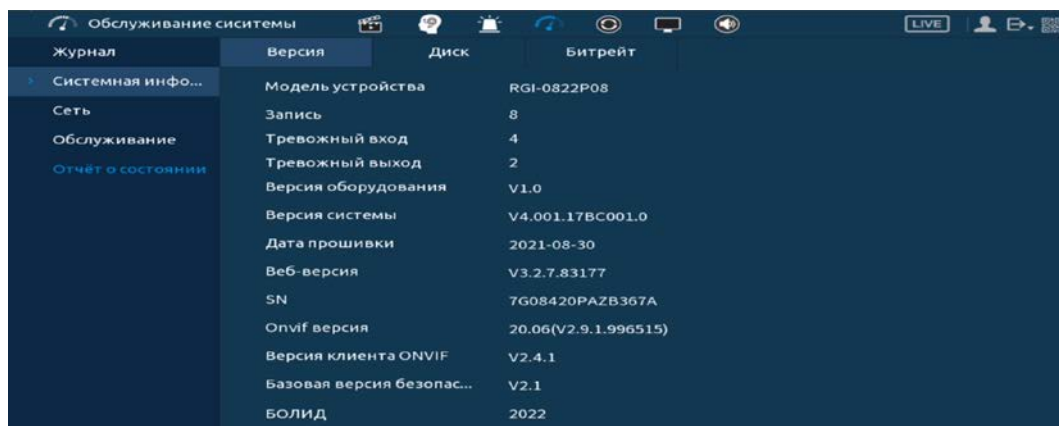 Обслуживание сиситемы
LIVE
Журнал
Версия Диск Битрейт
Системная инфо...
Модель устройства RGI-0822P08
Сеть
Запись 8
Обслуживание
Тревожный вход 4
Тревожный выход 2
Отчёт о состоянии
Версия оборудования V1.0
Версия системы V4.001.17BC001.0
Дата прошивки 2021-08-30
Веб-версия V3.2.7.83177
SN 7G08420PAZB367A
Onvif версия 20.06(V2.9.1.996515)
Версия клиента ONVIF V2.4.1
Базовая версия безопас... V2.1
БОЛИД 2022